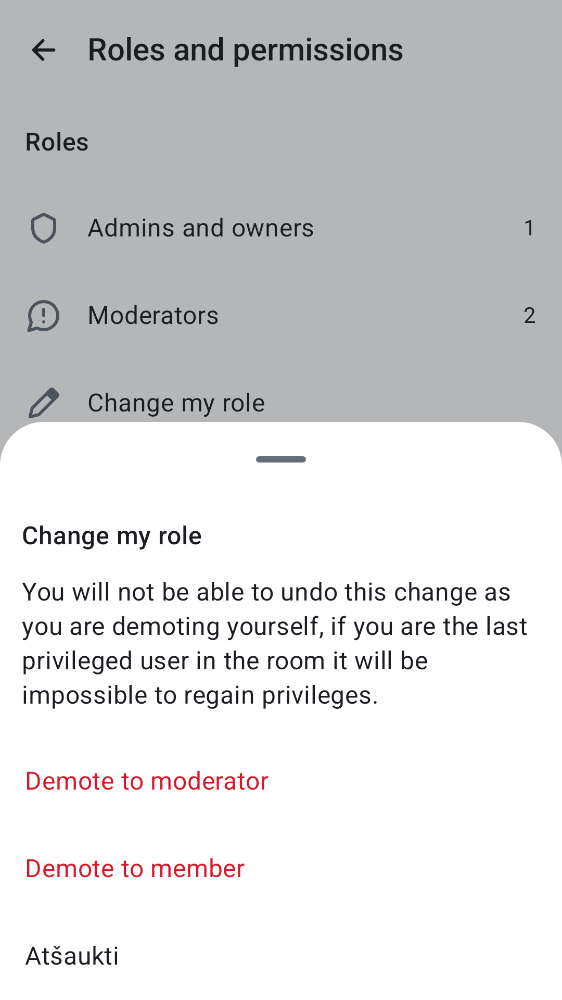 Roles and permissions
Roles
Admins and owners 1
Moderators 2
Change my role
Change my role
You will not be able to undo this change as
you are demoting yourself, if you are the last
privileged user in the room it will be
impossible to regain privileges.
Demote to moderator
Demote to member
Atšaukti